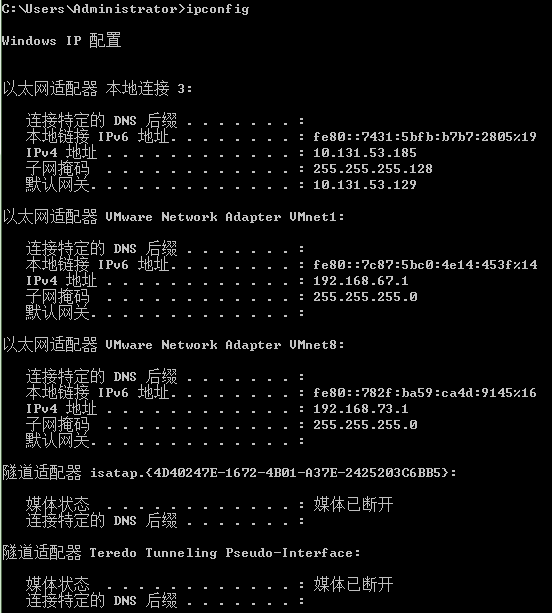 C:\Users\Administrator>ipconfig
Windows IP 配置
以太网适配器 本地连接 3:
连接特定的 DNS 后缀 . . . . . . . :
本地链接 IPv6 地址. . . . . . . . : fe80::7431:5bfb:b7b7:2805%19
IPv4 地址 . . . . . . . . . . . . : 10.131.53.185
子网掩码  . . . . . . . . . . . . : 255.255.255.128
默认网关. . . . . . . . . . . . . : 10.131.53.129
以太网适配器 VMware Network Adapter VMnet1:
连接特定的 DNS 后缀 . . . . . . . :
本地链接 IPv6 地址. . . . . . . . : fe80::7c87:5bc0:4e14:453f%14
IPv4 地址 . . . . . . . . . . . . : 192.168.67.1
子网掩码  . . . . . . . . . . . . : 255.255.255.0
默认网关. . . . . . . . . . . . . :
以太网适配器 VMware Network Adapter VMnet8:
连接特定的 DNS 后缀 . . . . . . . :
本地链接 IPv6 地址. . . . . . . . : fe80::782f:ba59:ca4d:9145%16
IPv4 地址 . . . . . . . . . . . . : 192.168.73.1
子网掩码  . . . . . . . . . . . . : 255.255.255.0
默认网关. . . . . . . . . . . . . :
隧道适配器 isatap.{4D40247E-1672-4B01-A37E-2425203C6BB5}:
媒体状态  . . . . . . . . . . . . : 媒体已断开
连接特定的 DNS 后缀 . . . . . . . :
隧道适配器 Teredo Tunneling Pseudo-Interface:
媒体状态  . . . . . . . . . . . . : 媒体已断开
连接特定的 DNS 后缀 . . . . . . . :